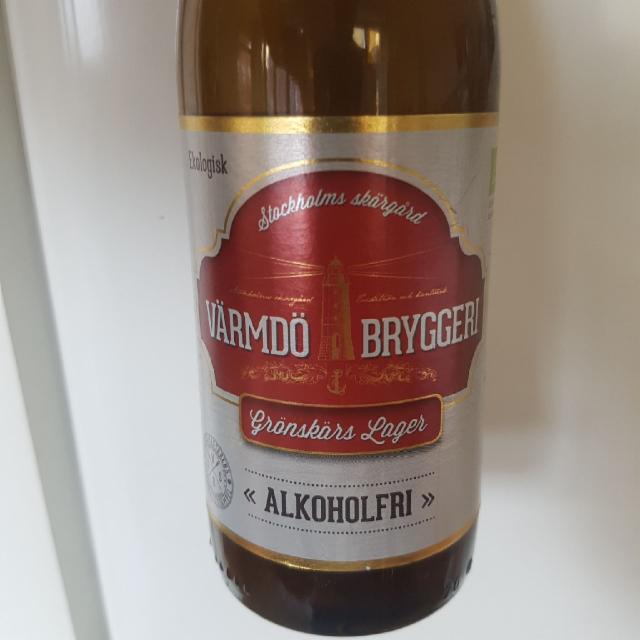 Ekologisk
Stockholms skärgård
VÄRMDÖ BRYGGERI
Grönskärs Lager
« ALKOHOLFRI »